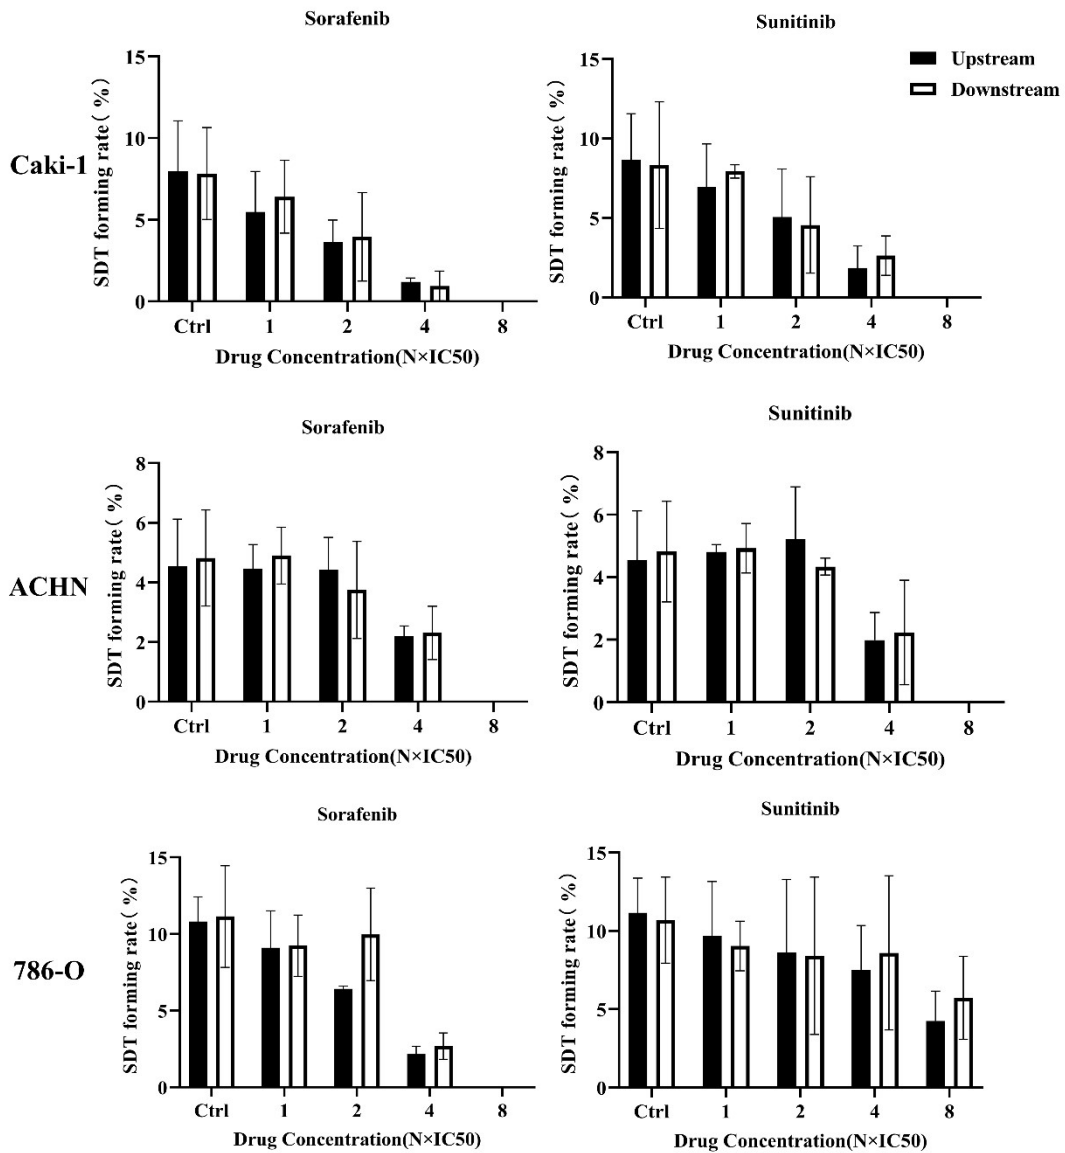 Sorafenib
Sunitinib
Upstream
Downstream
Caki-1
SDT forming rate( %)
15
10
5
0
Ctrl 1 2 4 8
Drug Concentration(N×IC50)
SDT forming rate( %)
15
10
5
0
Ctrl 1 2 4 8
Drug Concentration(N×IC50)
Sorafenib
Sunitinib
ACHN
SDT forming rate( %)
8
6
4
2
0
Ctrl 1 2 4 8
Drug Concentration(N×IC50)
SDT forming rate( %)
8
6
4
2
0
Ctrl 1 2 4 8
Drug Concentration(N×IC50)
Sorafenib
Sunitinib
786-O
SDT forming rate( %)
15
10
5
0
Ctrl 1 2 4 8
Drug Concentration(N×IC50)
SDT forming rate( %)
15
10
5
0
Ctrl 1 2 4 8
Drug Concentration(N×IC50)